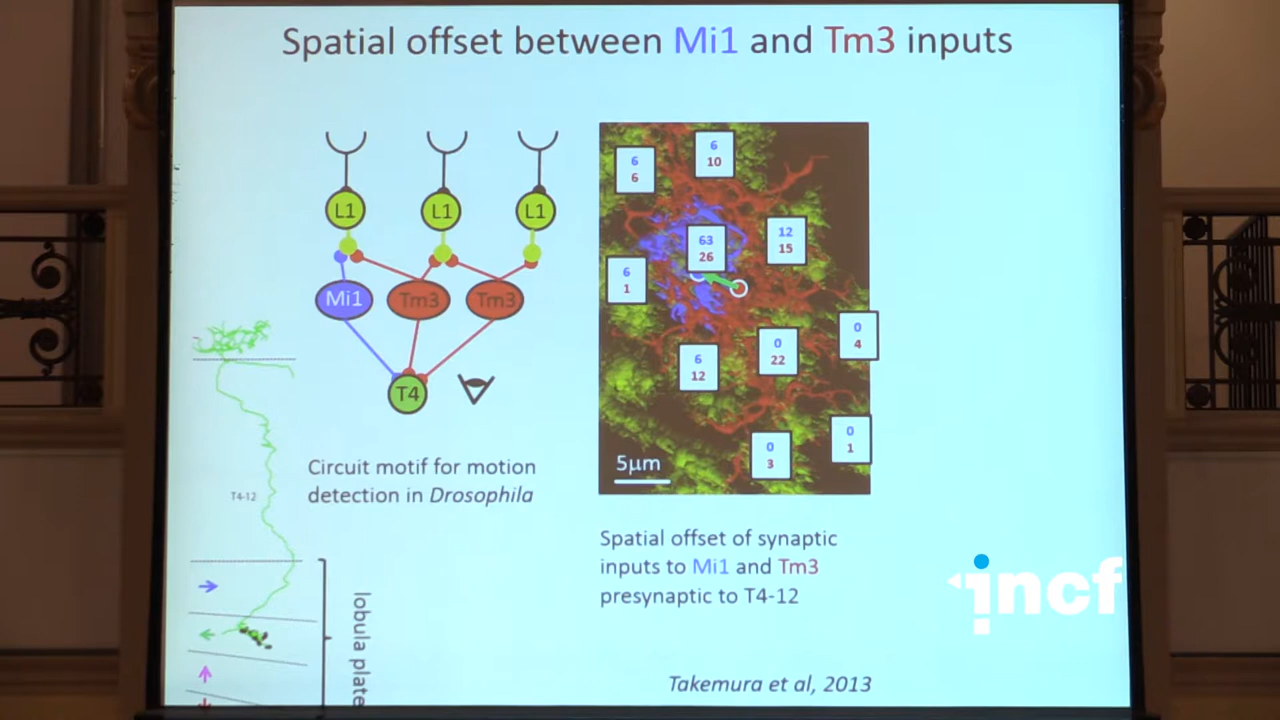 Spatial offset between Mi1 and Tm3 inputs
L1
L1
L1
Mi1
Tm3
Tm3
T4
Circuit motif for motion
detection in Drosophila
T4-12
lobula plate
6
6
6
10
63
26
12
15
6
1
0
4
0
22
6
12
0
1
0
3
5µm
Spatial offset of synaptic
inputs to Mi1 and Tm3
presynaptic to T4-12
incf
Takemura et al, 2013